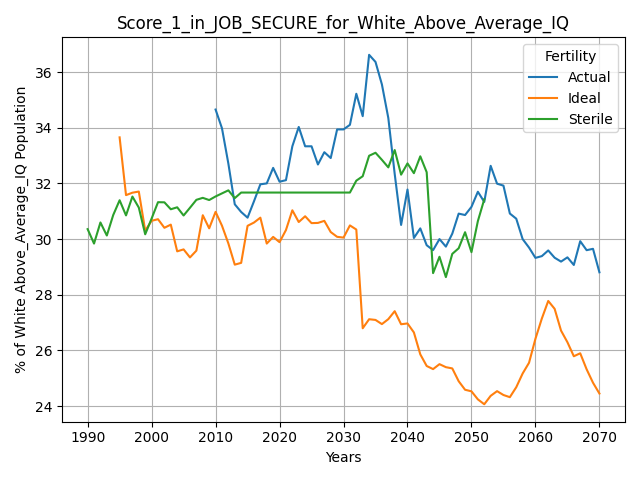 Score_1_in_JOB_SECURE_for_White_Above_Average_IQ
Fertility
Actual
Ideal
Sterile
% of White Above_Average_IQ Population
36
34
32
30
28
26
24
1990
2000
2010
2020
2030
2040
2050
2060
2070
Years